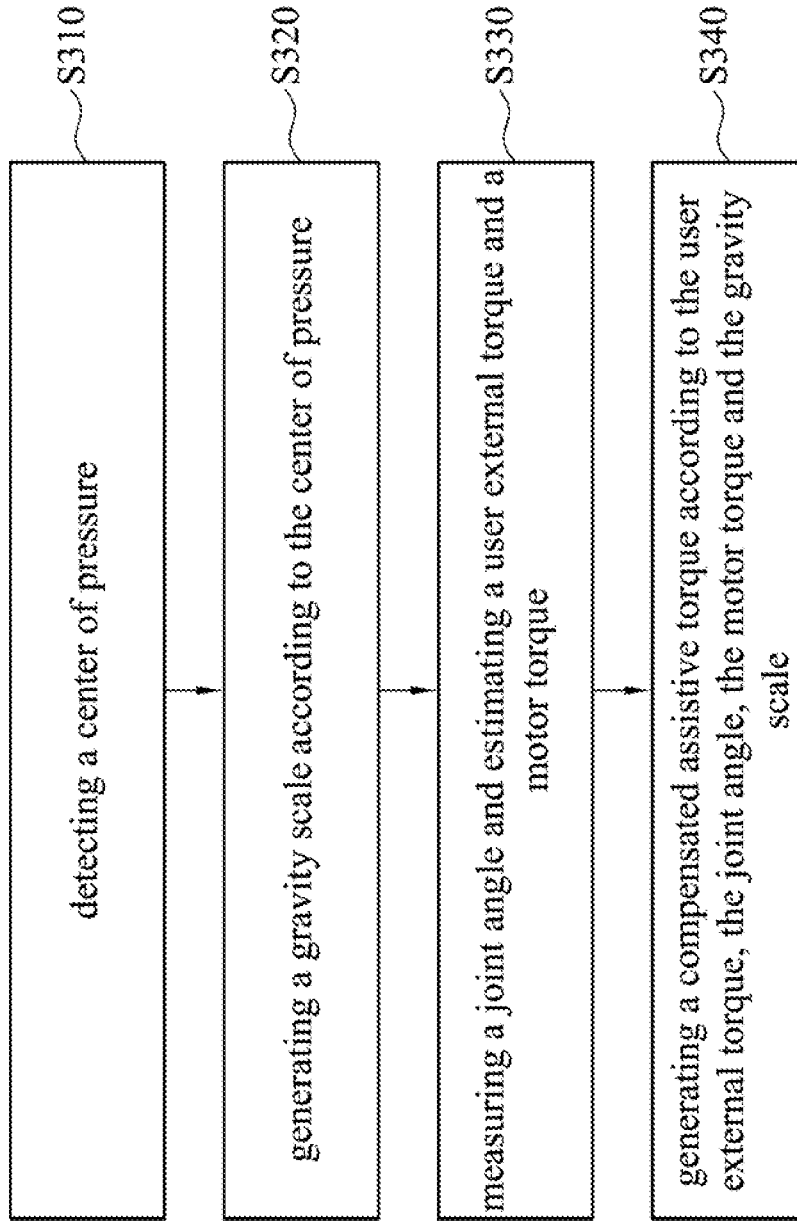 detecting a center of pressure
S310
generating a gravity scale according to the center of pressure
S320
measuring a joint angle and estimating a user external torque and a
motor torque
S330
generating a compensated assistive torque according to the user
external torque, the joint angle, the motor torque and the gravity
scale
S340